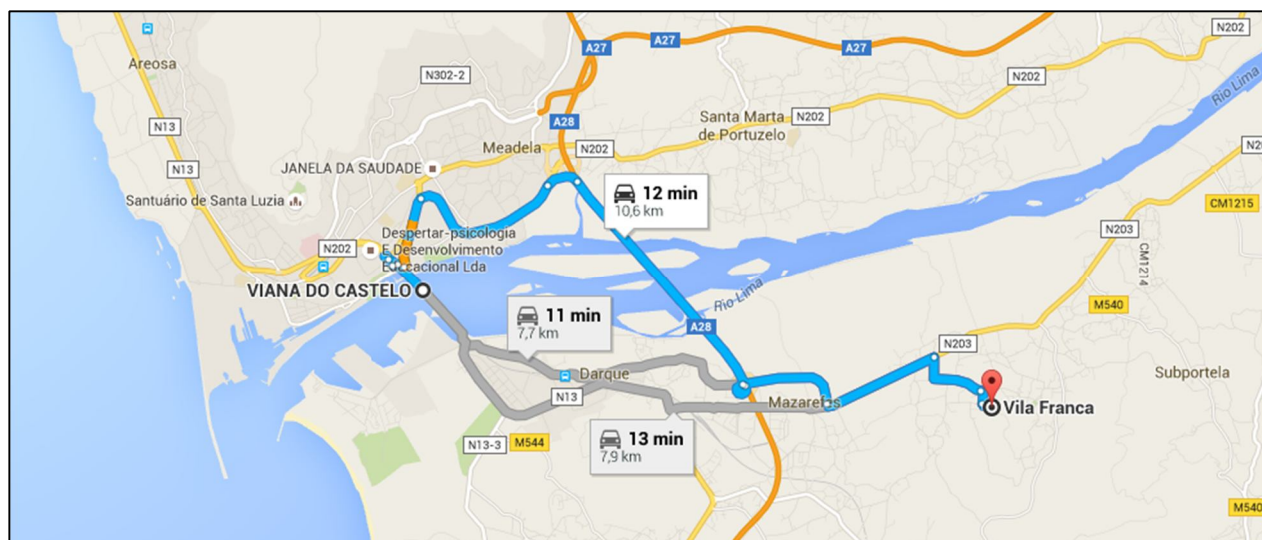 A27
A27
A27
N202
Areosa
N302-2
N202
Rio Lima
N13
A28
Santa Marta
de Portuzelo
N202
Meadela
N202
N13
JANELA DA SAUDADE
12 min
10,6 km
Santuário de Santa Luzia
CM1215
N203
CM1214
Despertar-psicologia
E Desenvolvimento
Educacional Lda
N202
VIANA DO CASTELO
Rio Lima
M540
11 min
7,7 km
A28
N203
Darque
Subportela
N13
Mazarefes
Vila Franca
13 min
7,9 km
N13-3
M544
M540